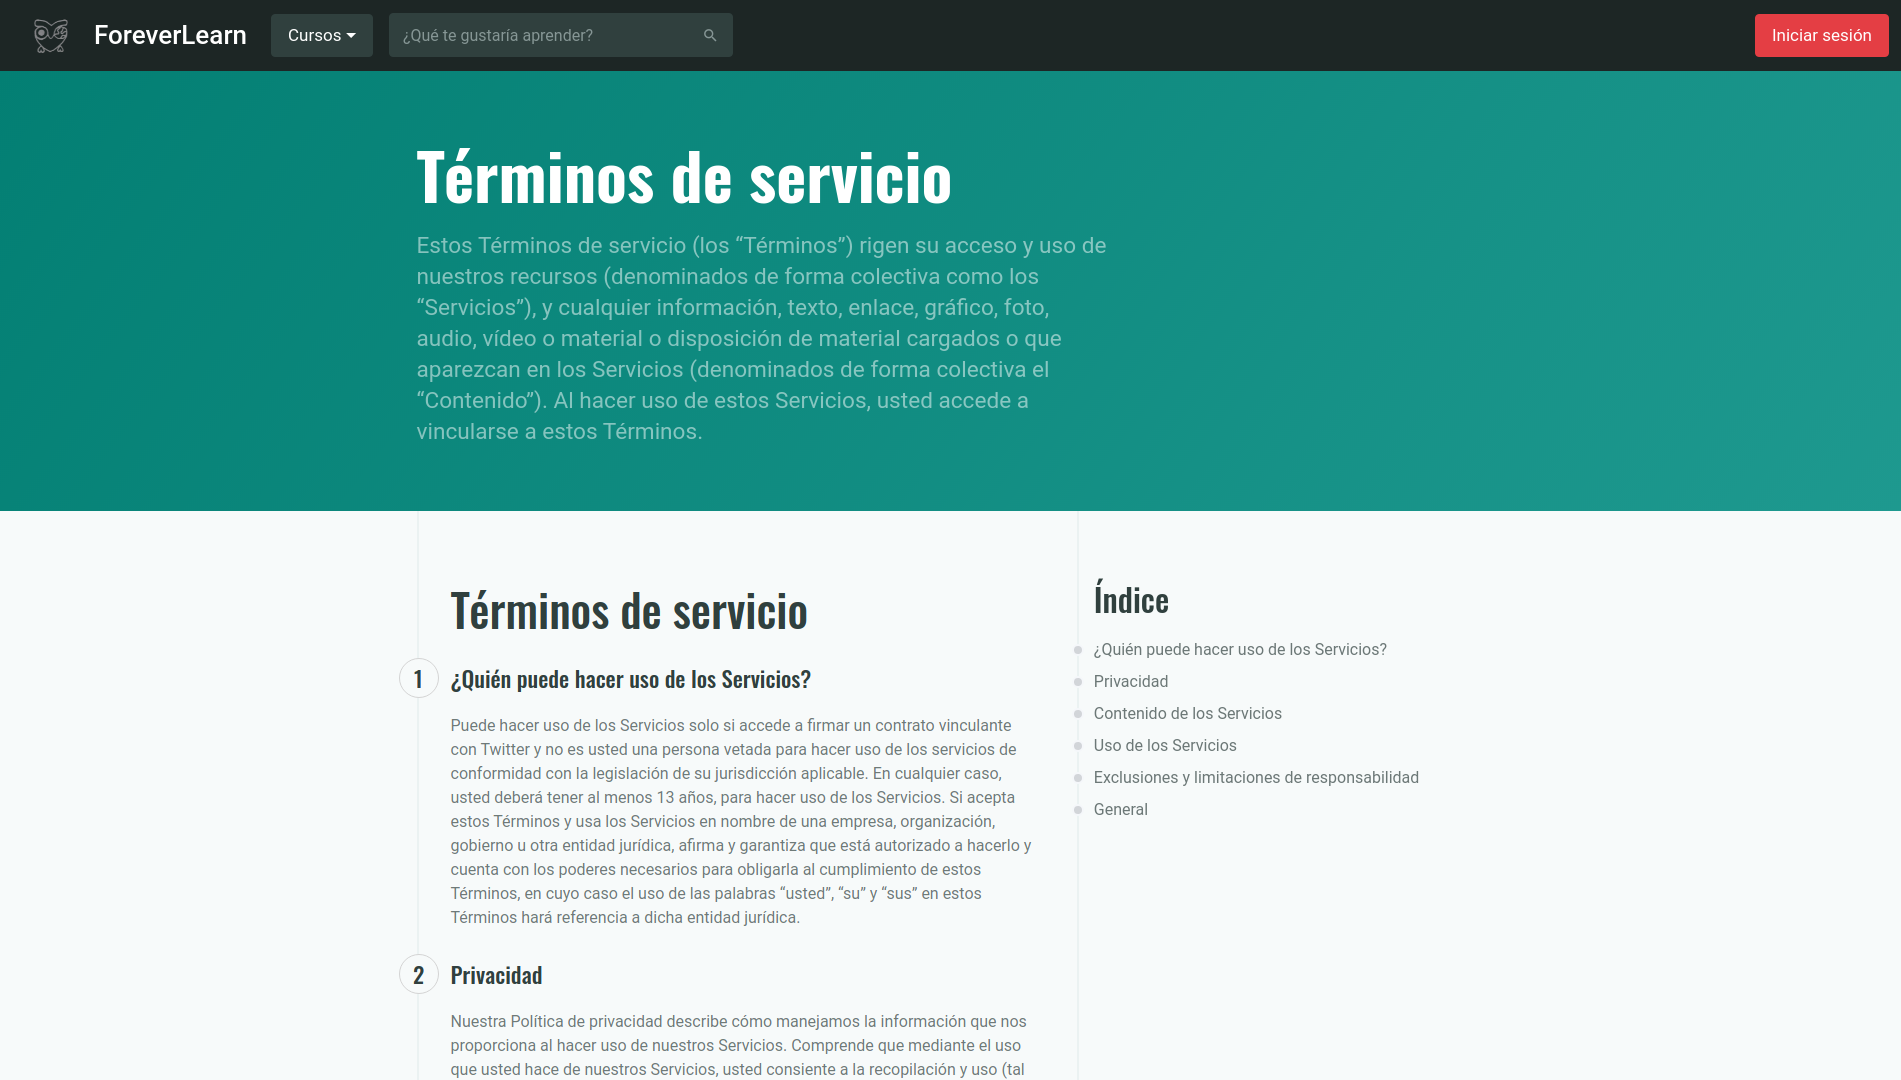 ForeverLearn
Cursos
¿Qué te gustaría aprender?
Iniciar sesión
Términos de servicio
Estos Términos de servicio (los “Términos”) rigen su acceso y uso de
nuestros recursos (denominados de forma colectiva como los
“Servicios”), y cualquier información, texto, enlace, gráfico, foto,
audio, vídeo o material o disposición de material cargados o que
aparezcan en los Servicios (denominados de forma colectiva el
“Contenido”). Al hacer uso de estos Servicios, usted accede a
vincularse a estos Términos.
Términos de servicio
1 ¿Quién puede hacer uso de los Servicios?
Puede hacer uso de los Servicios solo si accede a firmar un contrato vinculante
con Twitter y no es usted una persona vetada para hacer uso de los servicios de
conformidad con la legislación de su jurisdicción aplicable. En cualquier caso,
usted deberá tener al menos 13 años, para hacer uso de los Servicios. Si acepta
estos Términos y usa los Servicios en nombre de una empresa, organización,
gobierno u otra entidad jurídica, afirma y garantiza que está autorizado a hacerlo y
cuenta con los poderes necesarios para obligarla al cumplimiento de estos
Términos, en cuyo caso el uso de las palabras “usted”, “su” y “sus” en estos
Términos hará referencia a dicha entidad jurídica.
2 Privacidad
Nuestra Política de privacidad describe cómo manejamos la información que nos
proporciona al hacer uso de nuestros Servicios. Comprende que mediante el uso
que usted hace de nuestros Servicios, usted consiente a la recopilación y uso (tal
Índice
¿Quién puede hacer uso de los Servicios?
Privacidad
Contenido de los Servicios
Uso de los Servicios
Exclusiones y limitaciones de responsabilidad
General